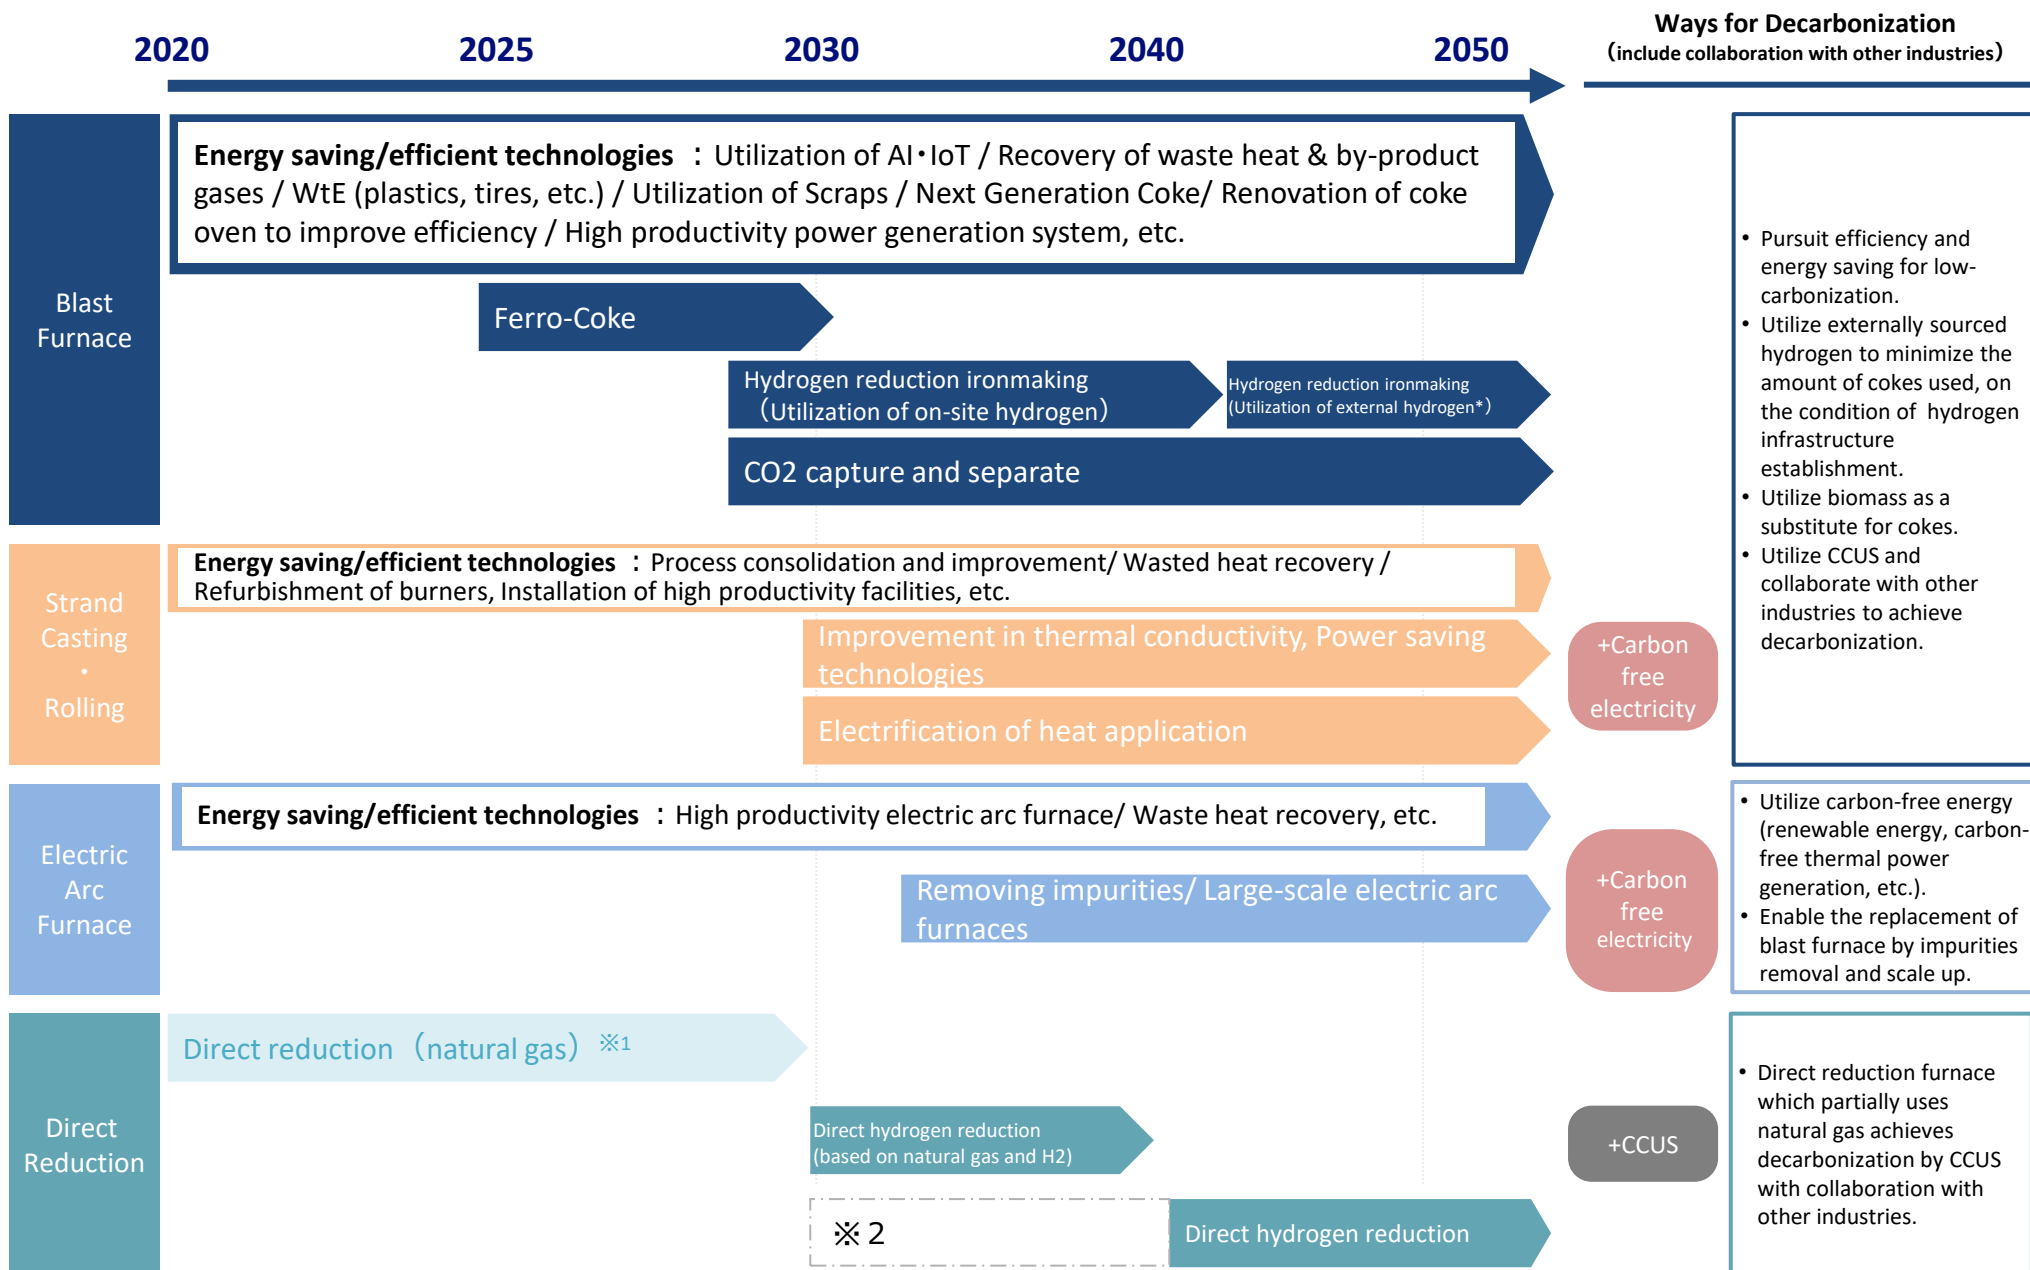 2020 2025 2030 2040 2050
Ways for Decarbonization
（include collaboration with other industries）
Blast
Furnace
Energy saving/efficient technologies ：Utilization of AI・IoT / Recovery of waste heat & by-product
gases / WtE (plastics, tires, etc.) / Utilization of Scraps / Next Generation Coke/ Renovation of coke
oven to improve efficiency / High productivity power generation system, etc.
Ferro-Coke
Hydrogen reduction ironmaking
（Utilization of on-site hydrogen）
Hydrogen reduction ironmaking
(Utilization of external hydrogen*）
CO2 capture and separate
• Pursuit efficiency and
energy saving for low-
carbonization.
• Utilize externally sourced
hydrogen to minimize the
amount of cokes used, on
the condition of hydrogen
infrastructure
establishment.
• Utilize biomass as a
substitute for cokes.
• Utilize CCUS and
collaborate with other
industries to achieve
decarbonization.
Strand
Casting
・
Rolling
Energy saving/efficient technologies ：Process consolidation and improvement/ Wasted heat recovery /
Refurbishment of burners, Installation of high productivity facilities, etc.
Improvement in thermal conductivity, Power saving
technologies
Electrification of heat application
+Carbon
free
electricity
Electric
Arc
Furnace
Energy saving/efficient technologies ：High productivity electric arc furnace/ Waste heat recovery, etc.
Removing impurities/ Large-scale electric arc
furnaces
+Carbon
free
electricity
• Utilize carbon-free energy
(renewable energy, carbon-
free thermal power
generation, etc.).
• Enable the replacement of
blast furnace by impurities
removal and scale up.
Direct
Reduction
Direct reduction（natural gas）※1
Direct hydrogen reduction
(based on natural gas and H2)
※ 2
Direct hydrogen reduction
+CCUS
• Direct reduction furnace
which partially uses
natural gas achieves
decarbonization by CCUS
with collaboration with
other industries.